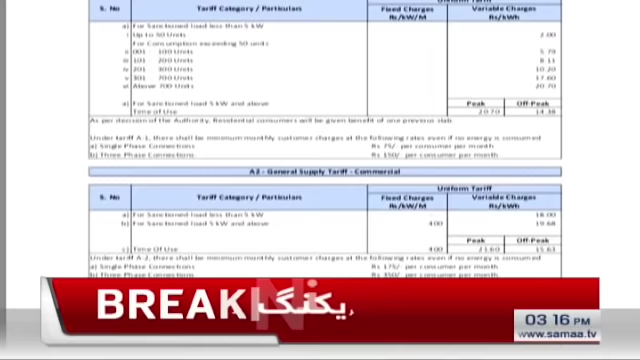 Uniform Tariff
S. No Tariff Category / Particulars Fixed Charges Rs/kW/M Variable Charges Rs/kWh
a) For Sanctioned load less than 5 kW
i Up to 50 Units 2.00
For Consumption exceeding 50 units
ii 001 100 Units 5.79
iii 101 200 Units 8.11
iv 201 300 Units 10.20
v 301 700 Units 17.60
vi Above 700 Units 20.70
a) For Sanctioned load 5 kW and above Peak Off-Peak
Time of Use 20.70 14.38
As per decision of the Authority, Residential consumers will be given benefit of one previous slab
Under tariff A-1, there shall be minimum monthly customer charges at the following rates even if no energy is consumed
a) Single Phase Connections Rs 75/- per consumer per month
b) Three Phase Connections Rs 150/- per consumer per month
A2 - General Supply Tariff - Commercial
Uniform Tariff
S. No Tariff Category / Particulars Fixed Charges Rs/kW/M Variable Charges Rs/kWh
a) For Sanctioned load less than 5 kW 18.00
b) For Sanctioned load 5 kW and above 400 19.68
Peak Off-Peak
c) Time Of Use 400 21.60 15.63
Under tariff A-2, there shall be minimum monthly customer charges at the following rates even if no energy is consumed
a) Single Phase Connections Rs 175/- per consumer per month
b) Three Phase Connections Rs 350/- per consumer per month
BREAKI
03 16 PM
www.samaa.tv